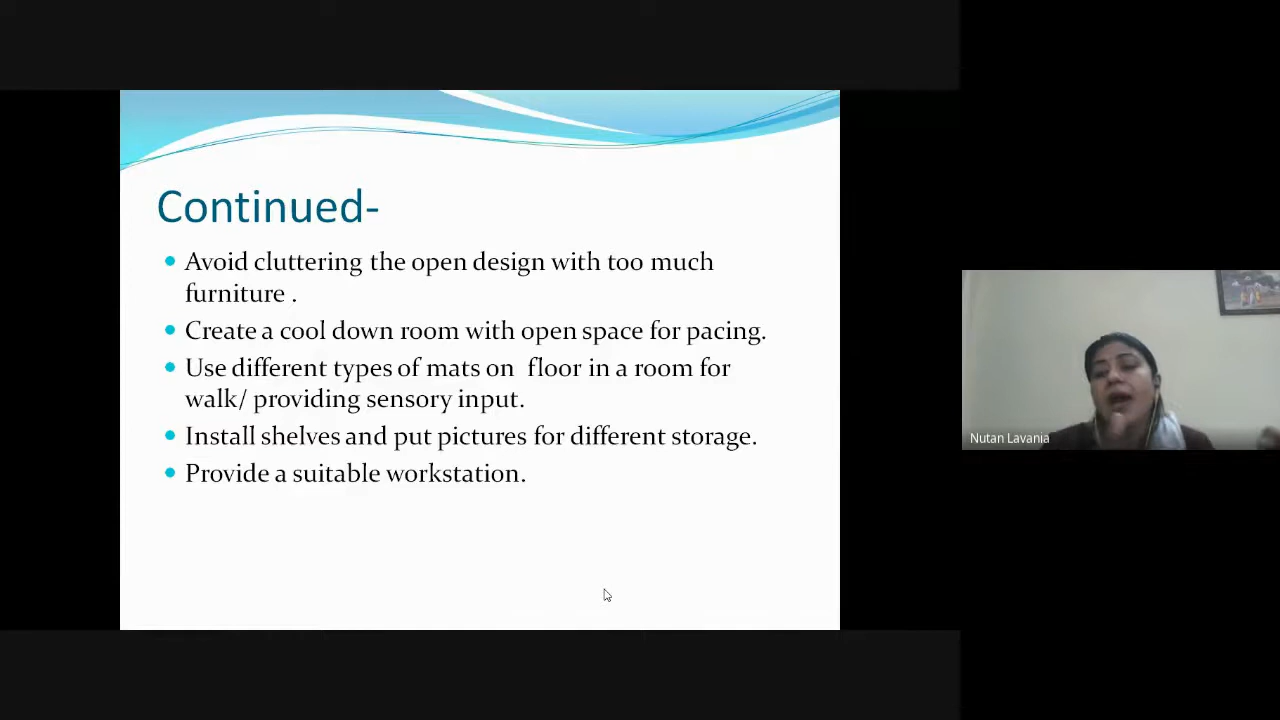 Continued-
Avoid cluttering the open design with too much
furniture .
Create a cool down room with open space for pacing.
Use different types of mats on  floor in a room for
walk/ providing sensory input.
Install shelves and put pictures for different storage.
Provide a suitable workstation.
Nutan Lavania